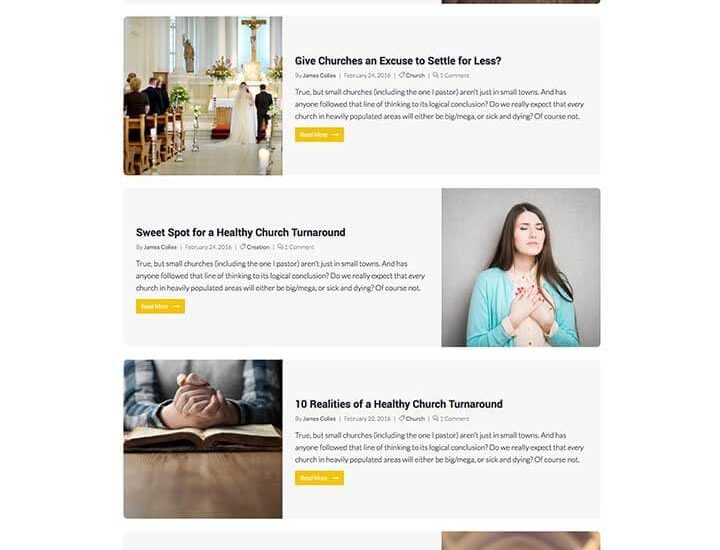 Give Churches an Excuse to Settle for Less?
By James Colies | February 24, 2016 | Church | 1 Comment
True, but small churches (including the one I pastor) aren't just in small towns. And has
anyone followed that line of thinking to its logical conclusion? Do we really expect that every
church in heavily populated areas will either be big/mega, or sick and dying? Of course not.
Read More →
Sweet Spot for a Healthy Church Turnaround
By James Colies | February 24, 2016 | Creation | 1 Comment
True, but small churches (including the one I pastor) aren't just in small towns. And has
anyone followed that line of thinking to its logical conclusion? Do we really expect that every
church in heavily populated areas will either be big/mega, or sick and dying? Of course not.
Read More →
10 Realities of a Healthy Church Turnaround
By James Colies | February 22, 2016 | Church | 1 Comment
True, but small churches (including the one I pastor) aren't just in small towns. And has
anyone followed that line of thinking to its logical conclusion? Do we really expect that every
church in heavily populated areas will either be big/mega, or sick and dying? Of course not.
Read More →